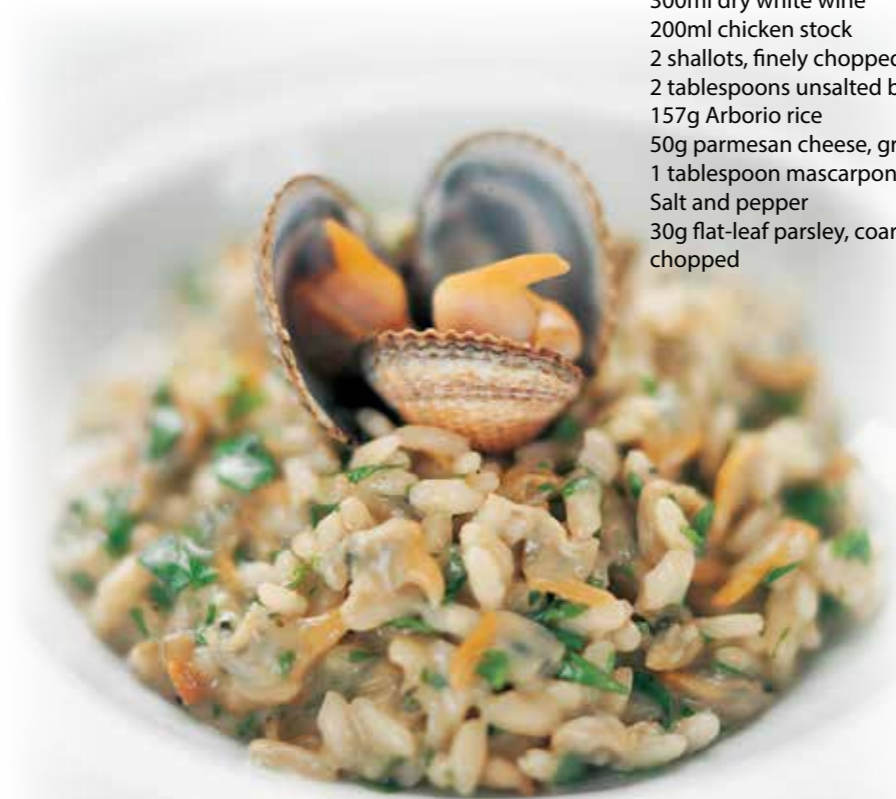 300ml dry white wine
200ml chicken stock
2 shallots, finely chopped
2 tablespoons unsalted
157g Arborio rice
50g parmesan cheese,
1 tablespoon
Salt and pepper
30g flat-leaf parsley,
chopped